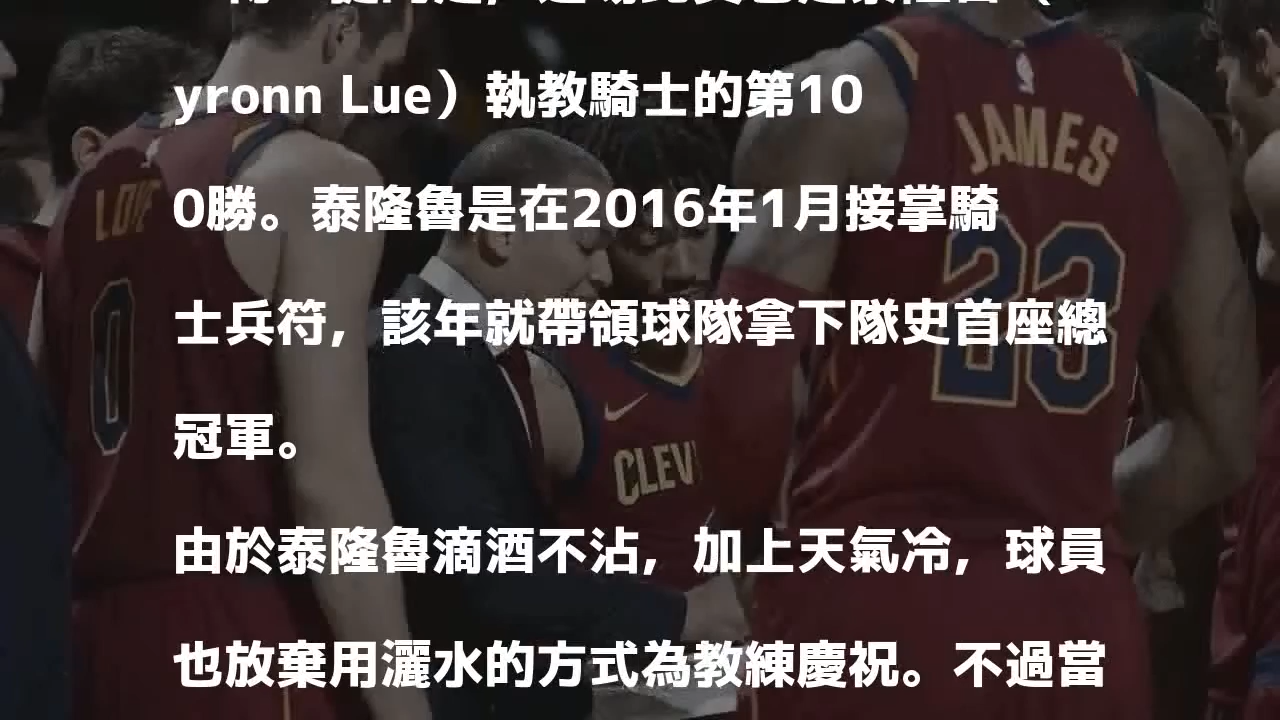 yronn Lue）執教騎士的第10
0勝。泰隆魯是在2016年1月接掌騎
士兵符，該年就帶領球隊拿下隊史首座總
冠軍。
由於泰隆魯滴酒不沾，加上天氣冷，球員
也放棄用灑水的方式為教練慶祝。不過當
JAMES
23
LOVE
0
CLEV